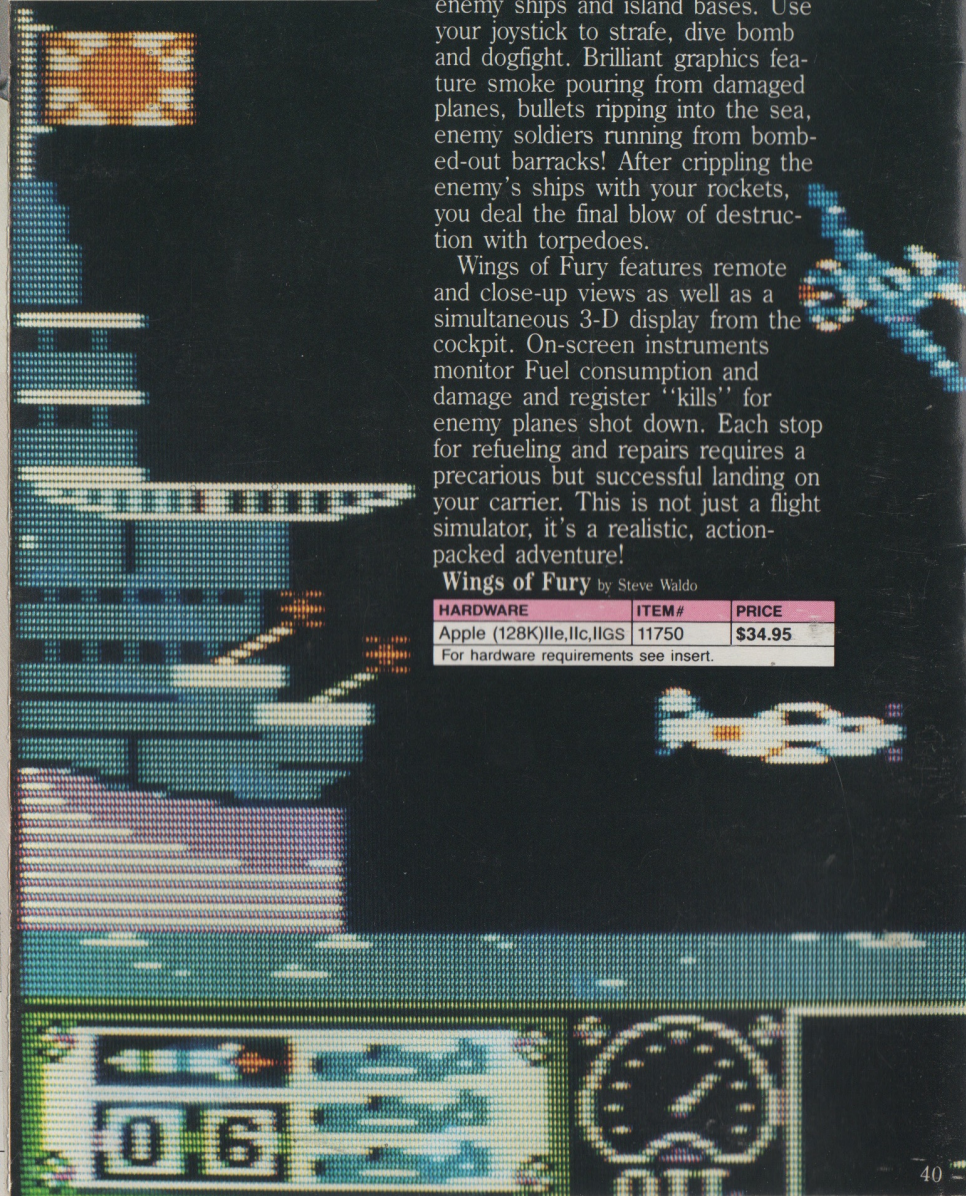 enemy ships and island bases. Use
your joystick to strafe, dive bomb
and dogfight. Brilliant graphics fea-
ture smoke pouring from damaged
planes, bullets ripping into the sea,
enemy soldiers running from bomb-
ed-out barracks! After crippling the
enemy's ships with your rockets,
you deal the final blow of destruc-
tion with torpedoes.
Wings of Fury features remote
and close-up views as well as a
simultaneous 3-D display from the
cockpit. On-screen instruments
monitor Fuel consumption and
damage and register “kills” for
enemy planes shot down. Each stop
for refueling and repairs requires a
precarious but successful landing on
your carrier. This is not just a flight
simulator, it's a realistic, action-
packed adventure!
Wings of Fury by Steve Waldo
HARDWARE ITEM# PRICE
Apple (128K)IIe,IIc,IIGS 11750 $34.95
For hardware requirements see insert.
06
40